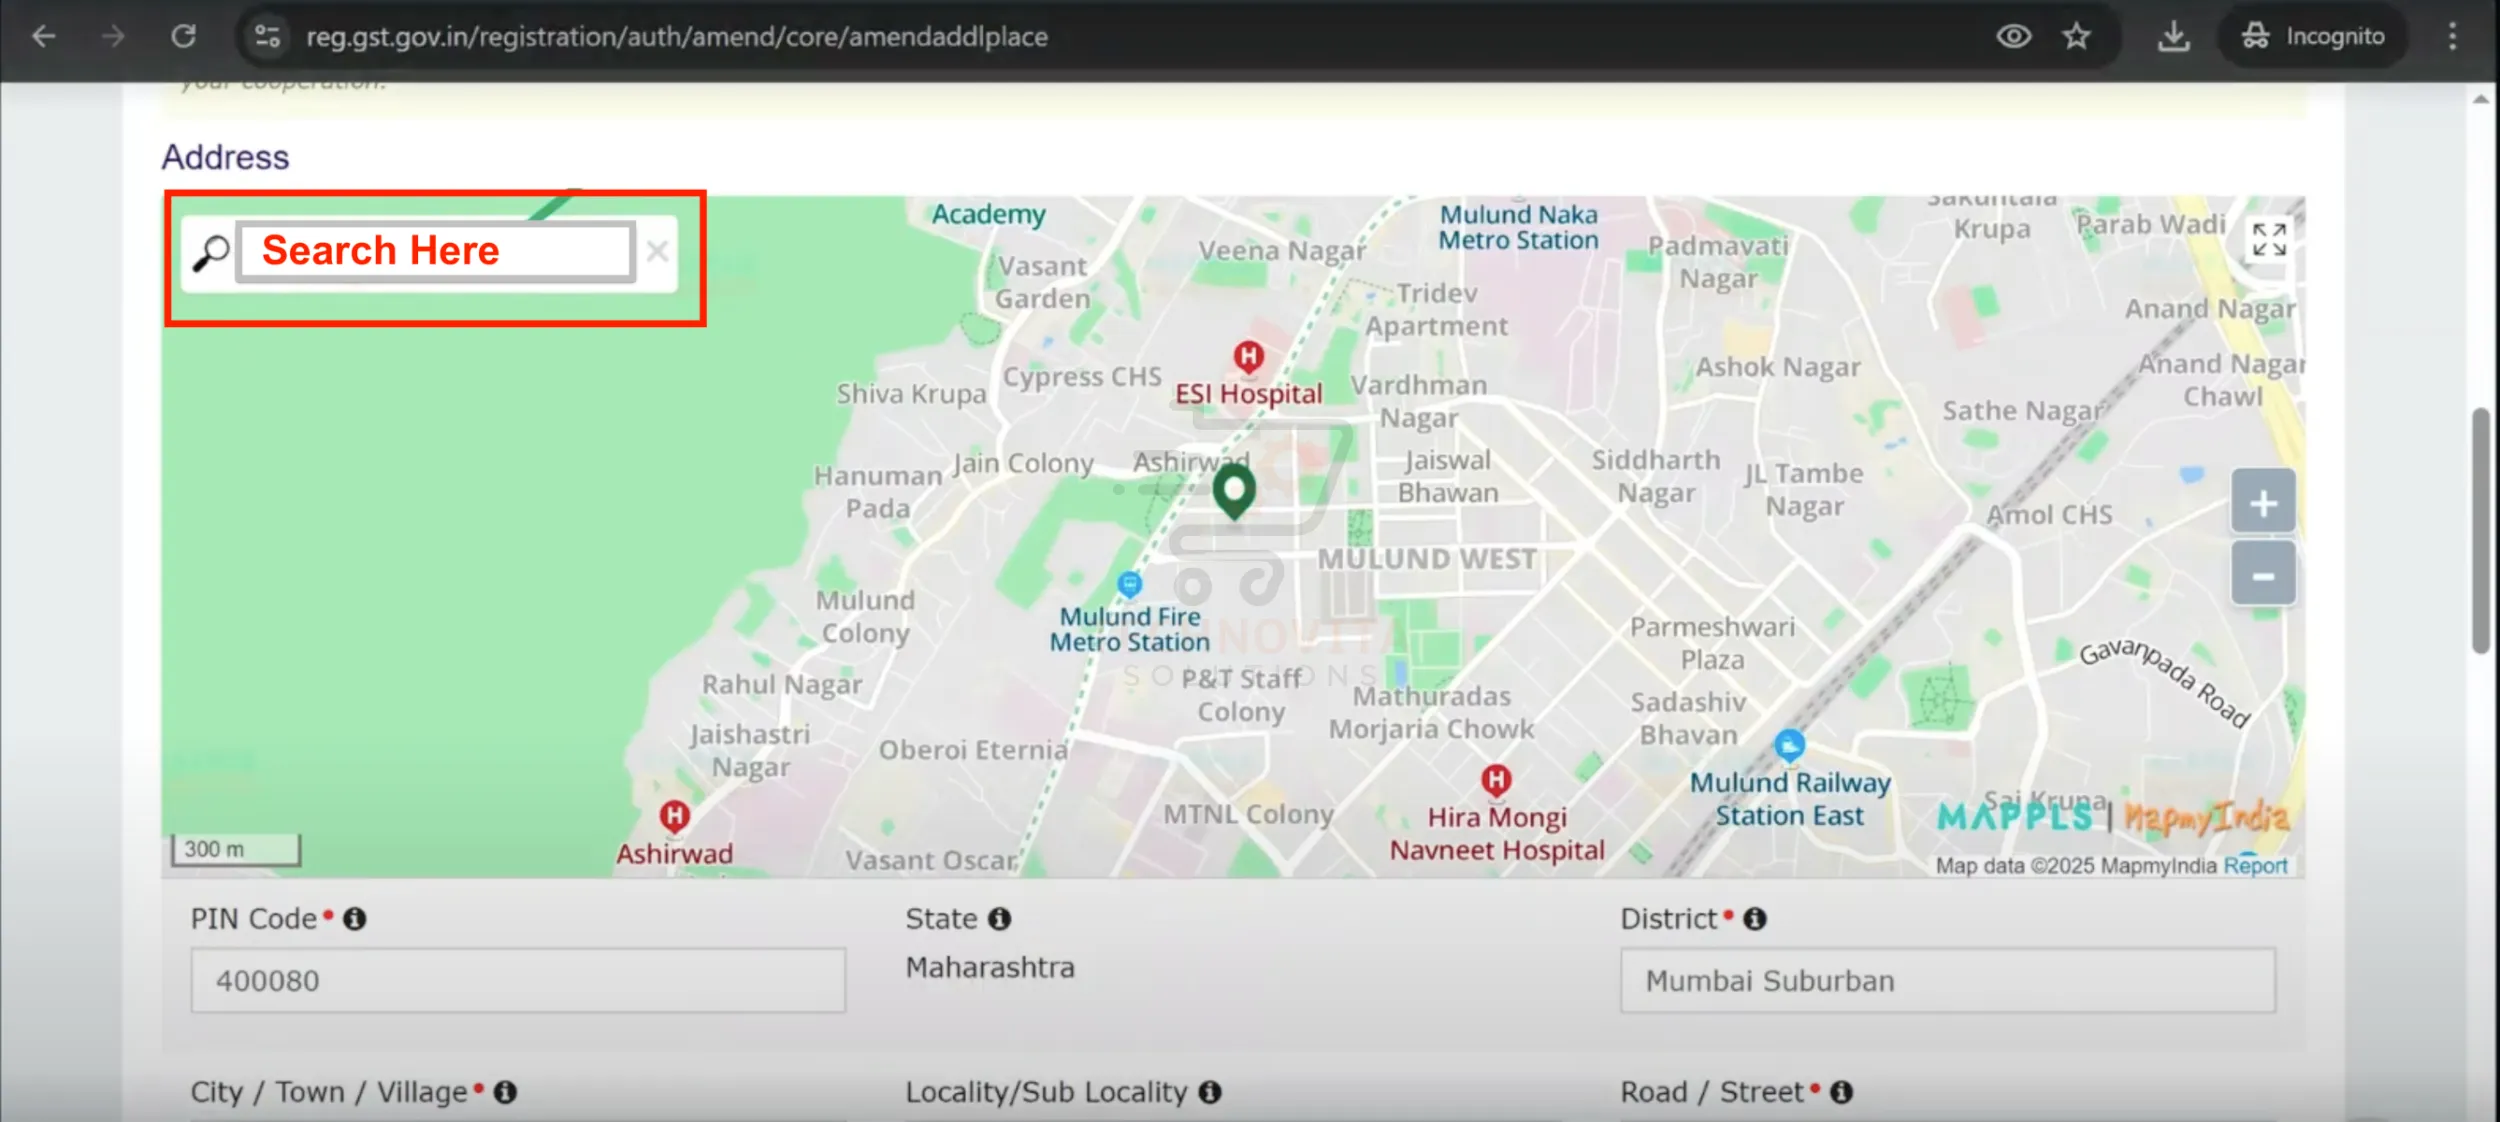 reg.gst.gov.in/registration/auth/amend/core/amendaddlplace
Incognito
your cooperation.
Address
Search Here
Academy
Mulund Naka
Metro Station
Sakuntala
Krupa
Parab Wadi
Veena Nagar
Padmavati
Nagar
Vasant
Garden
Tridev
Apartment
Anand Nagar
Cypress CHS
Shiva Krupa
ESI Hospital
Vardhman
Nagar
Ashok Nagar
Anand Nagar
Chawl
Sathe Nagar
Hanuman
Pada
Jain Colony
Ashirwad
Jaiswal
Bhawan
Siddharth
Nagar
JL Tambe
Nagar
Amol CHS
MULUND WEST
Mulund
Colony
Mulund Fire
Metro Station
Parmeshwari
Plaza
Gavanpada Road
SOLUTIONS
P&T Staff
Colony
Rahul Nagar
Mathuradas
Morjaria Chowk
Sadashiv
Bhavan
Jaishastri
Nagar
Oberoi Eternia
Mulund Railway
Station East
MTNL Colony
Hira Mongi
Navneet Hospital
Sai Krupa
MAPPLS | MapmyIndia
300 m
Ashirwad
Vasant Oscar
Map data ©2025 MapmyIndia Report
PIN Code
State
District
400080
Maharashtra
Mumbai Suburban
City / Town / Village
Locality/Sub Locality
Road / Street